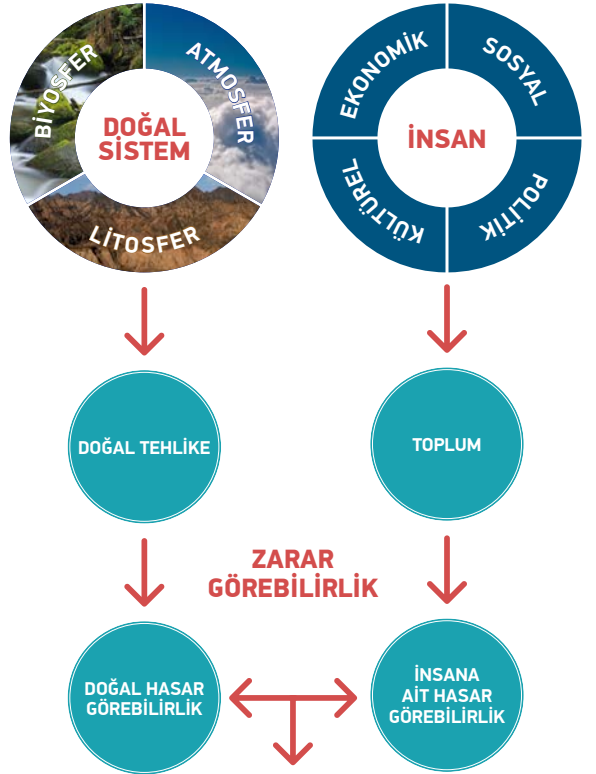 BİYOSFER
ATMOSFER
LİTOSFER
DOĞAL
SİSTEM
EKONOMİK
SOSYAL
KÜLTÜREL
POLİTİK
İNSAN
DOĞAL TEHLİKE
TOPLUM
ZARAR
GÖREBİLİRLİK
DOĞAL HASAR
GÖREBİLİRLİK
İNSANA
AİT HASAR
GÖREBİLİRLİK